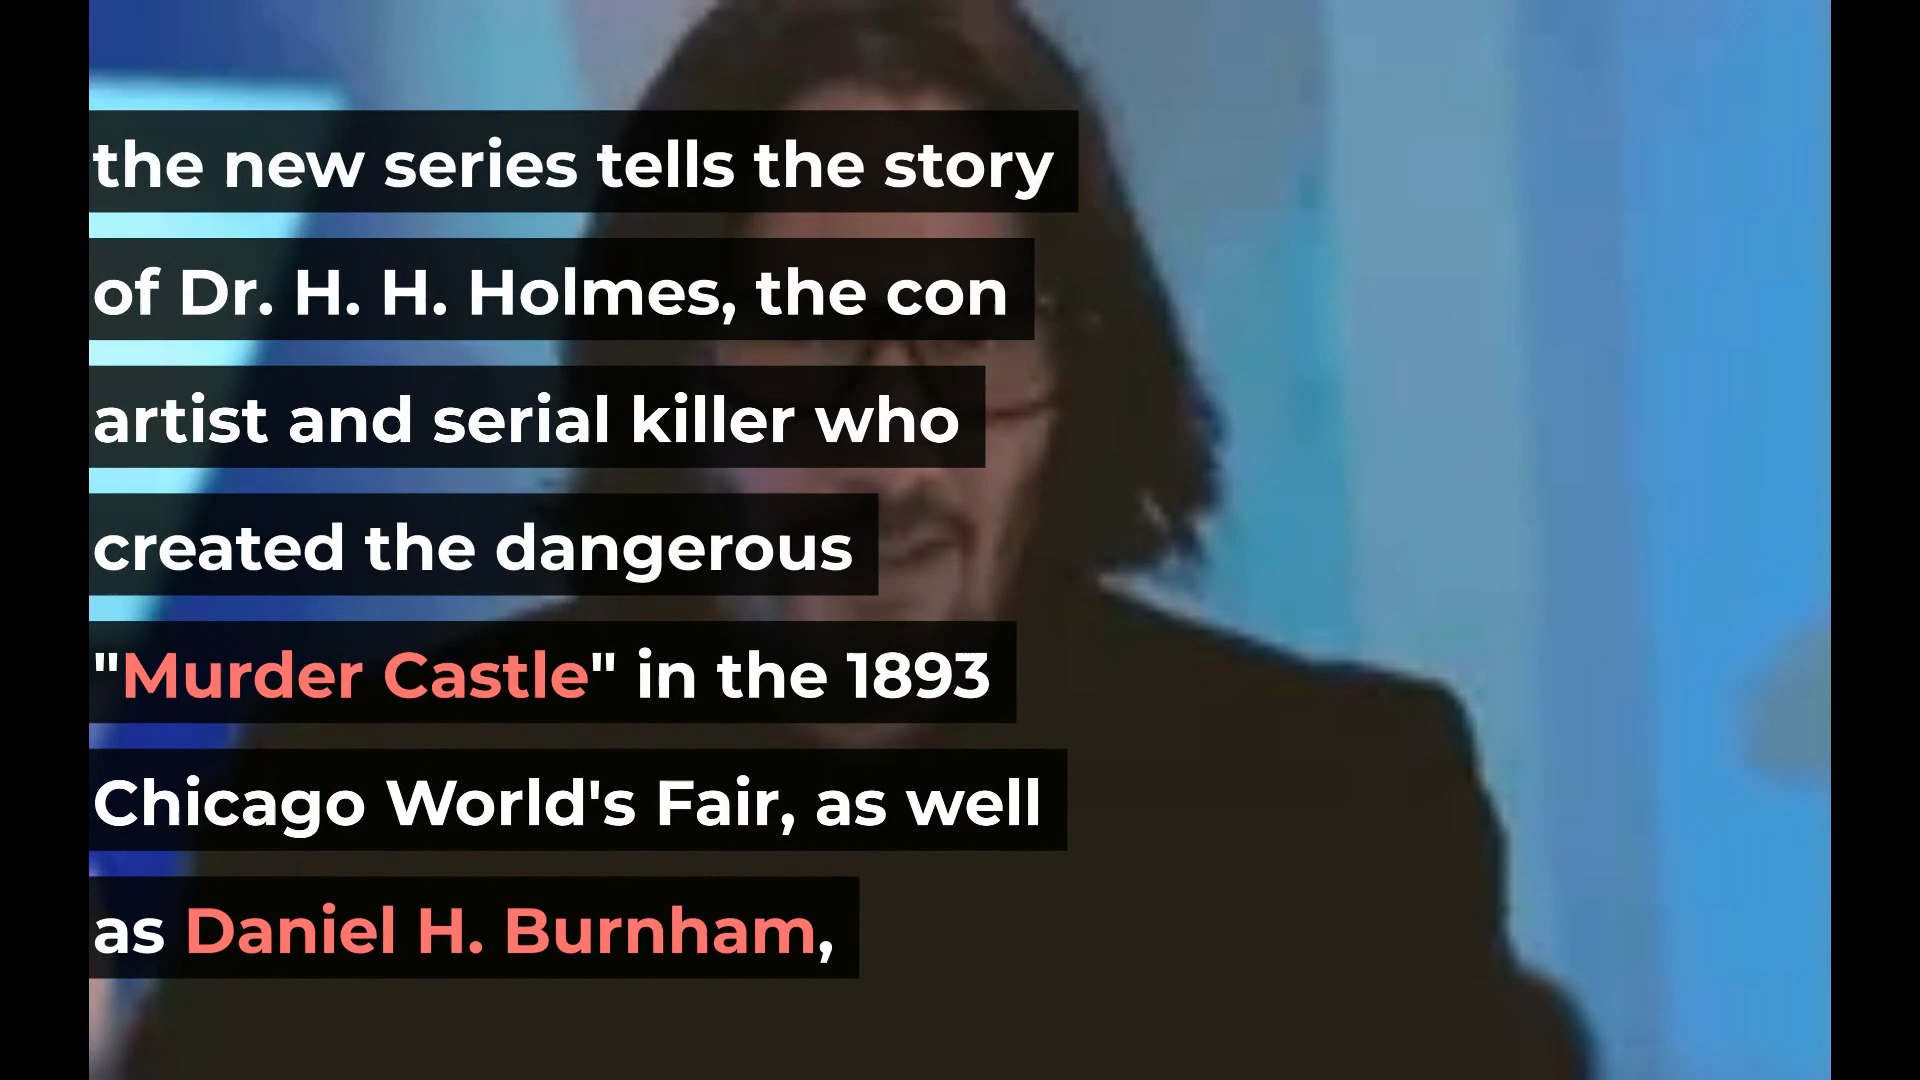 the new series tells the story
of Dr. H. H. Holmes, the con
artist and serial killer who
created the dangerous
"Murder Castle" in the 1893
Chicago World's Fair, as well
as Daniel H. Burnham,